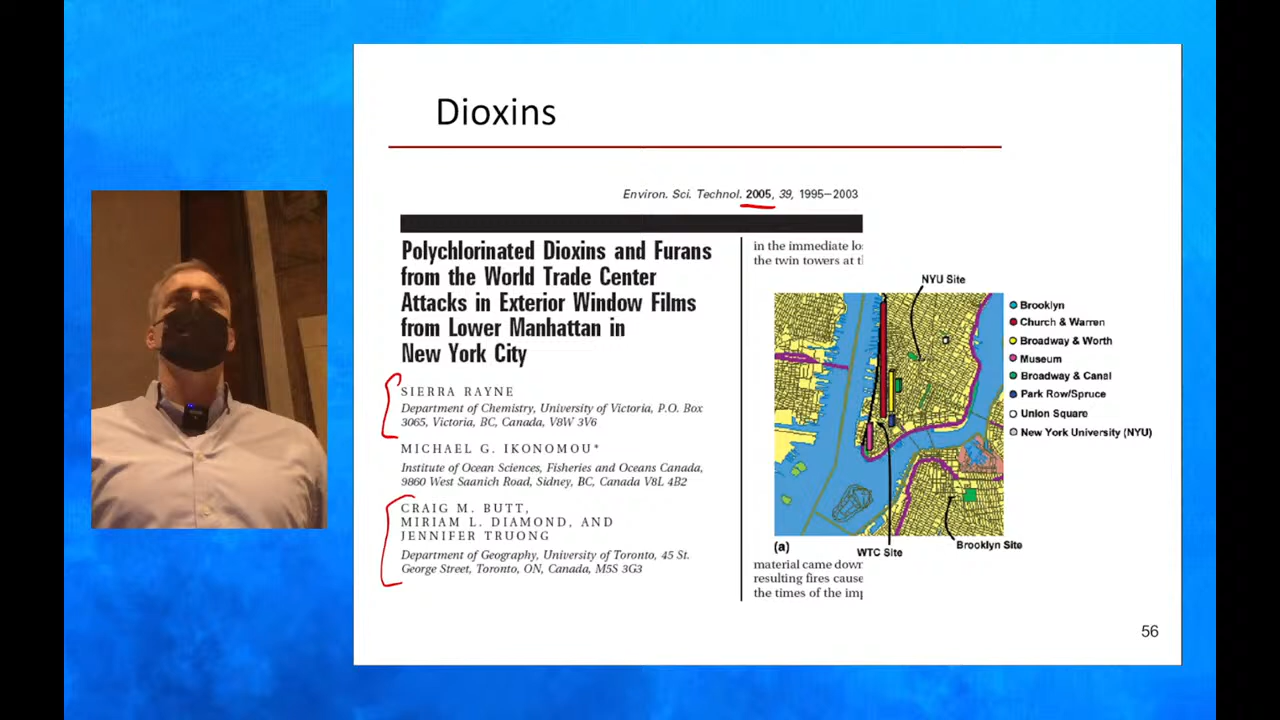 Dioxins
Environ. Sci. Technol. 2005, 39, 1995–2003
Polychlorinated Dioxins and Furans
from the World Trade Center
Attacks in Exterior Window Films
from Lower Manhattan in
New York City
SIERRA RAYNE
Department of Chemistry, University of Victoria, P.O. Box
3065, Victoria, BC, Canada, V8W 3V6
MICHAEL G. IKONOMOU*
Institute of Ocean Sciences, Fisheries and Oceans Canada,
9860 West Saanich Road, Sidney, BC, Canada V8L 4B2
CRAIG M. BUTT,
MIRIAM L. DIAMOND, AND
JENNIFER TRUONG
Department of Geography, University of Toronto, 45 St.
George Street, Toronto, ON, Canada, M5S 3G3
in the immediate lo
the twin towers at t
NYU Site
Brooklyn
Church & Warren
Broadway & Worth
Museum
Broadway & Canal
Park Row/Spruce
Union Square
New York University (NYU)
(a)
WTC Site
Brooklyn Site
material came down
resulting fires cause
the times of the imp
56